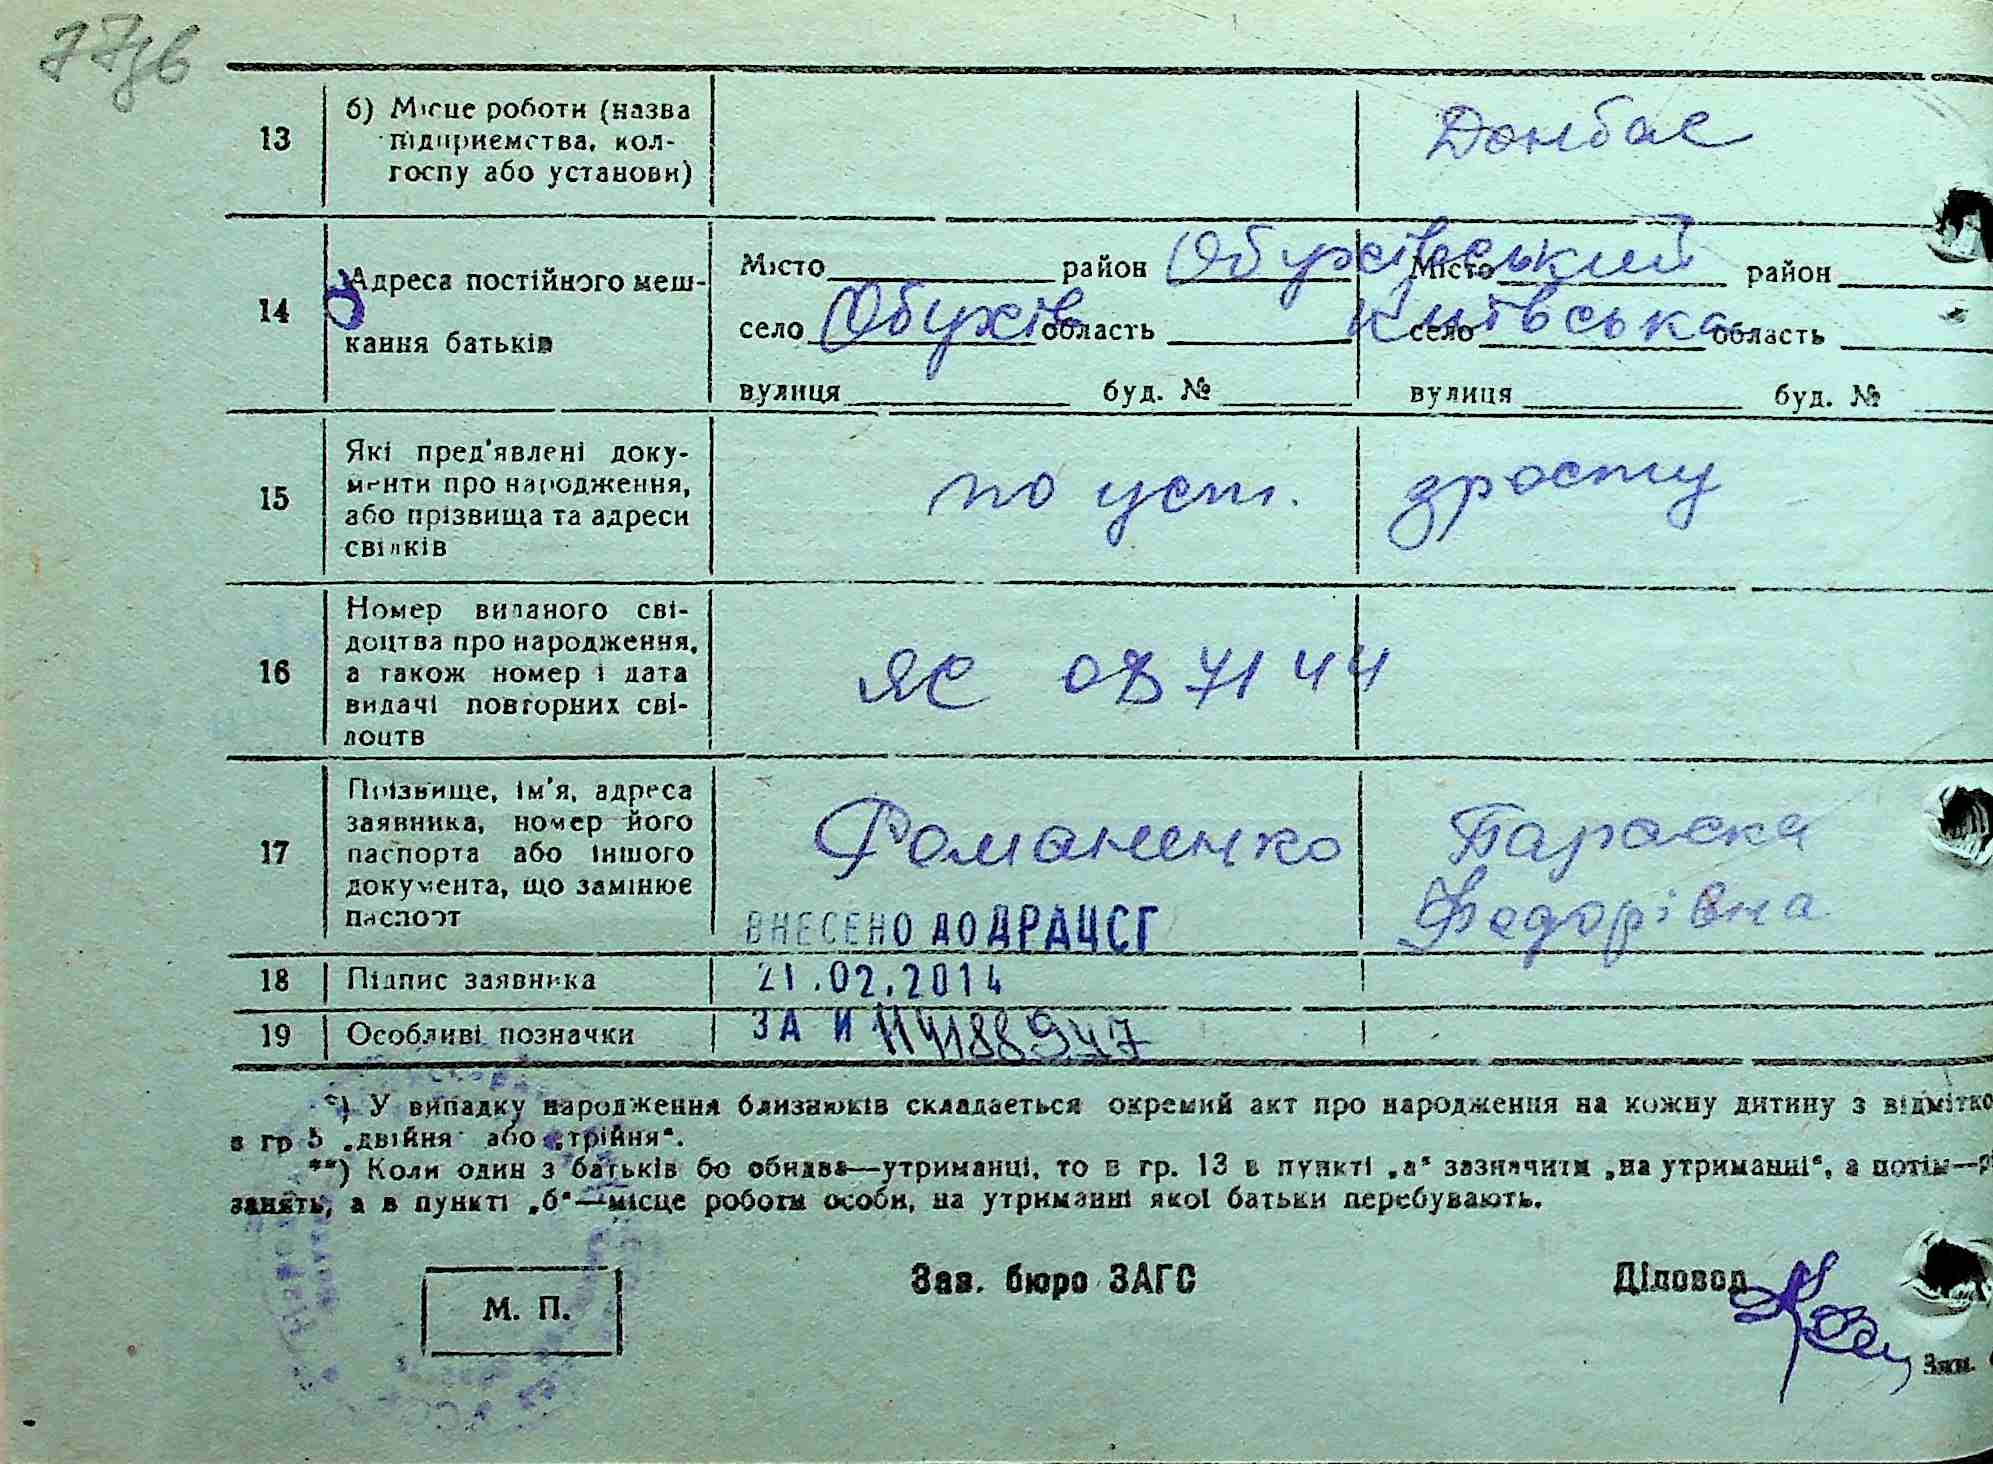 77зв
13
б) Місце роботи (назва
підприємства, кол-
госпу або установи)
Донбас
14
Адреса постійного меш-
кання батьків
Місто район Обухівський Місто район
село Обухів область Київська село область
вулиця буд. № вулиця буд. №
15
Які пред'явлені доку-
менти про народження,
або прізвища та адреси
свідків
по уст. зросту
16
Номер виданого сві-
доцтва про народження,
а також номер і дата
видачі повторних сві-
доцтв
ЯЄ 087144
17
Прізвище, ім'я, адреса
заявника, номер його
паспорта або іншого
документа, що замінює
паспорт
Романенко Параска
Федорівна
ВНЕСЕНО ДО ДРАЦСГ
18 Підпис заявника
21.02.2014
19 Особливі позначки
ЗА И 114188947
*) У випадку народження близнюків складається окремий акт про народження на кожну дитину з відмітко
в гр 5 „двійня" або „трійня".
**) Коли один з батьків бо обидва—утриманці, то в гр. 13 в пункті „а" зазначити „на утриманні", а потім—
занять, а в пункті „б"—місце роботи особи, на утриманні якої батьки перебувають.
М. П.
Зав. бюро ЗАГС
Діловод
Зам.